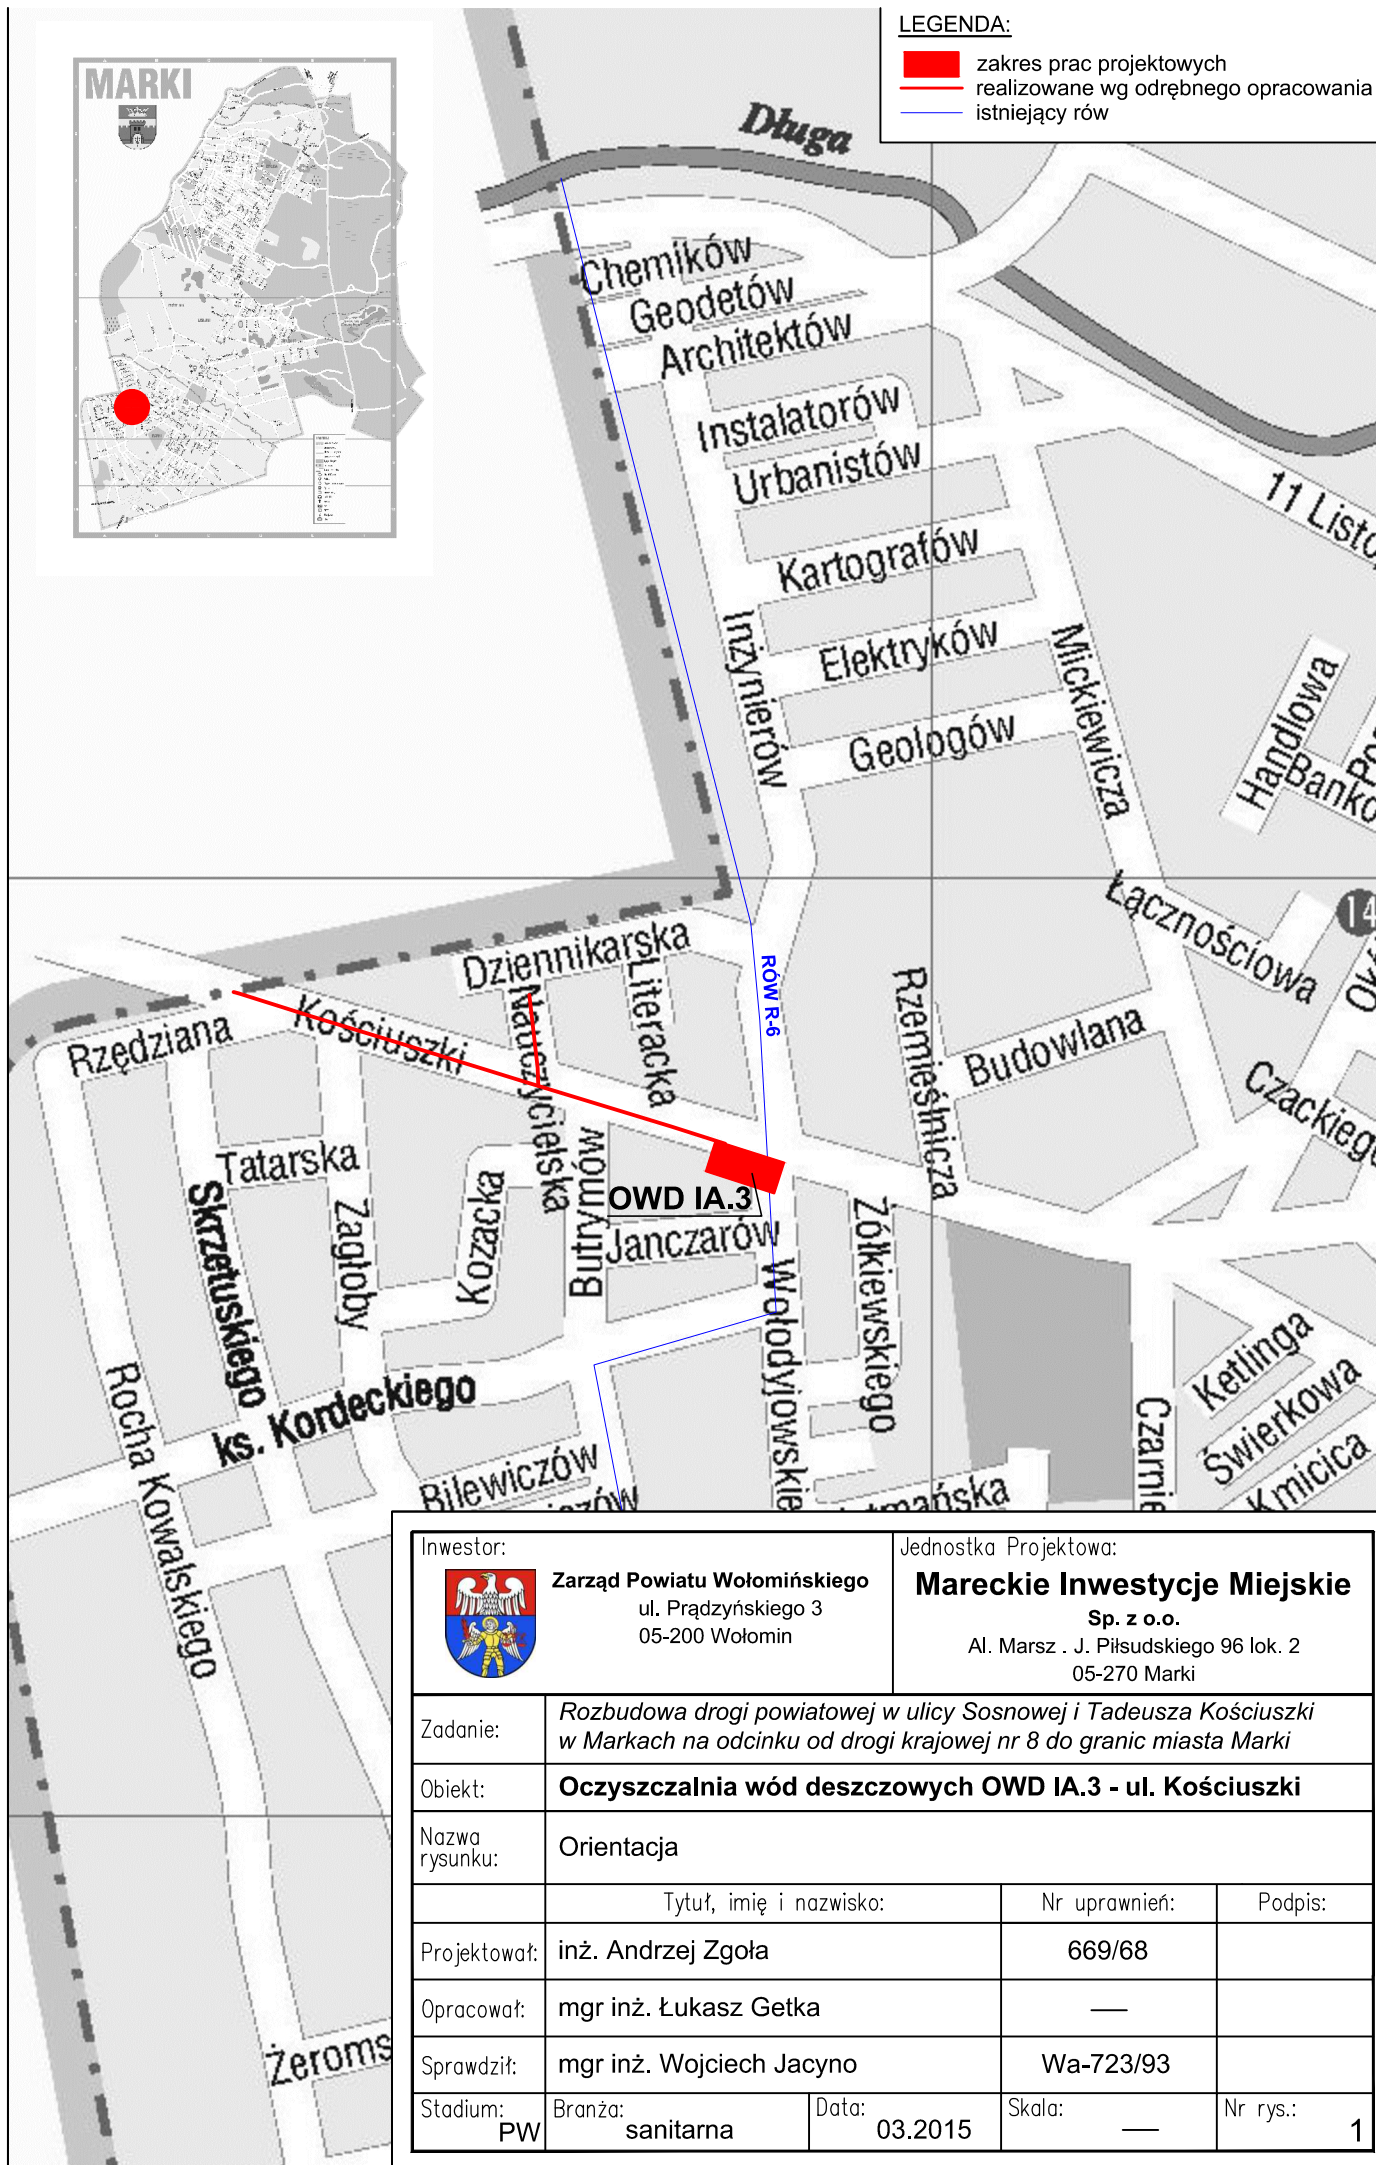 MARKI
LEGENDA:
zakres prac projektowych
realizowane wg odrębnego opracowania
istniejący rów
Długa
Chemików
Geodetów
Architektów
Instalatorów
Urbanistów
11 Listo
Kartografów
Inżynierów
Elektryków
Mickiewicza
Geologów
Handlowa
Banko
Łącznościowa
14
Dziennikarska
Literacka
RÓW R-6
Rzemieślnicza
Budowlana
Czackiego
Rzędziana
Kościuszki
Nauczycielska
Tatarska
Skrzetuskiego
Zagłoby
Kozacka
Butrymów
OWD IA.3
Janczarów
Wołodyjowskie
Żółkiewskiego
Ketlinga
Świerkowa
Kmicica
Czarnie
Rocha Kowalskiego
ks. Kordeckiego
Bilewiczów
Żeroms
Inwestor:
Zarząd Powiatu Wołomińskiego
ul. Prądzyńskiego 3
05-200 Wołomin
Jednostka Projektowa:
Mareckie Inwestycje Miejskie
Sp. z o.o.
Al. Marsz . J. Piłsudskiego 96 lok. 2
05-270 Marki
Zadanie:
Rozbudowa drogi powiatowej w ulicy Sosnowej i Tadeusza Kościuszki
w Markach na odcinku od drogi krajowej nr 8 do granic miasta Marki
Obiekt:
Oczyszczalnia wód deszczowych OWD IA.3 - ul. Kościuszki
Nazwa
rysunku:
Orientacja
Tytuł, imię i nazwisko: Nr uprawnień: Podpis:
Projektował: inż. Andrzej Zgoła 669/68
Opracował: mgr inż. Łukasz Getka —
Sprawdził: mgr inż. Wojciech Jacyno Wa-723/93
Stadium: Branża: Data: Skala: Nr rys.:
PW sanitarna 03.2015 — 1